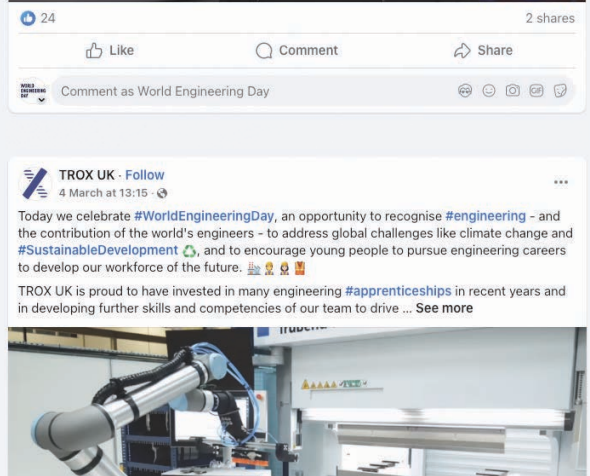 24
2 shares
Like
Comment
Share
WORLD ENGINEERING DAY
Comment as World Engineering Day
GIF
TROX UK · Follow
4 March at 13:15 ·
Today we celebrate #WorldEngineeringDay, an opportunity to recognise #engineering - and
the contribution of the world's engineers - to address global challenges like climate change and
#SustainableDevelopment ♻️, and to encourage young people to pursue engineering careers
to develop our workforce of the future.
TROX UK is proud to have invested in many engineering #apprenticeships in recent years and
in developing further skills and competencies of our team to drive ... See more